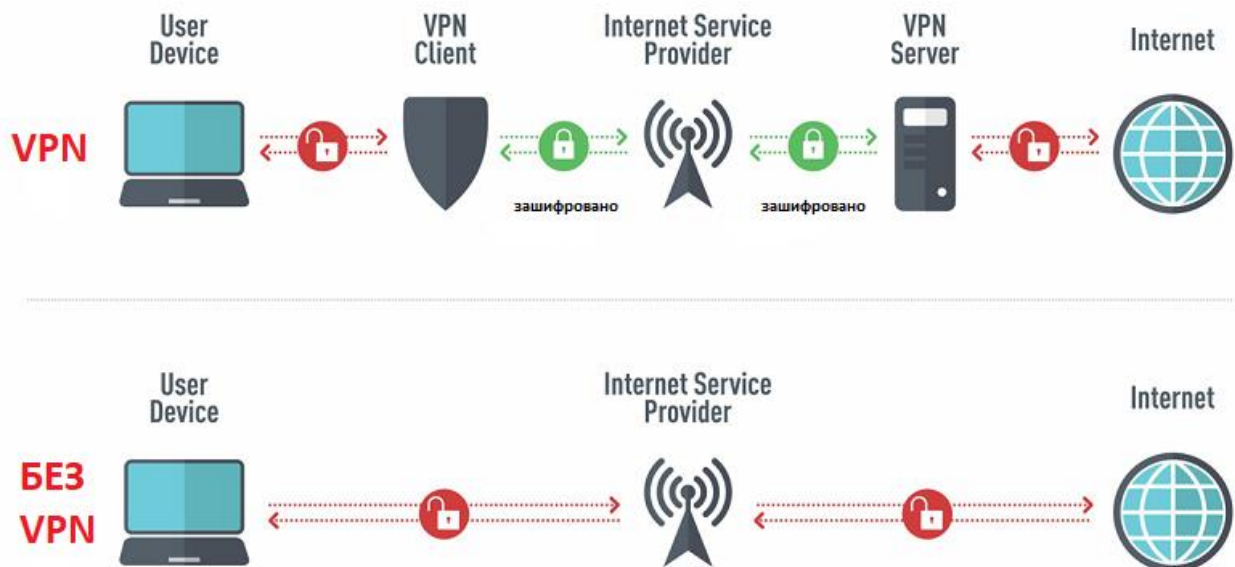 User
Device
VPN
Client
Internet Service
Provider
VPN
Server
Internet
VPN
зашифровано
зашифровано
User
Device
Internet Service
Provider
Internet
БЕЗ
VPN